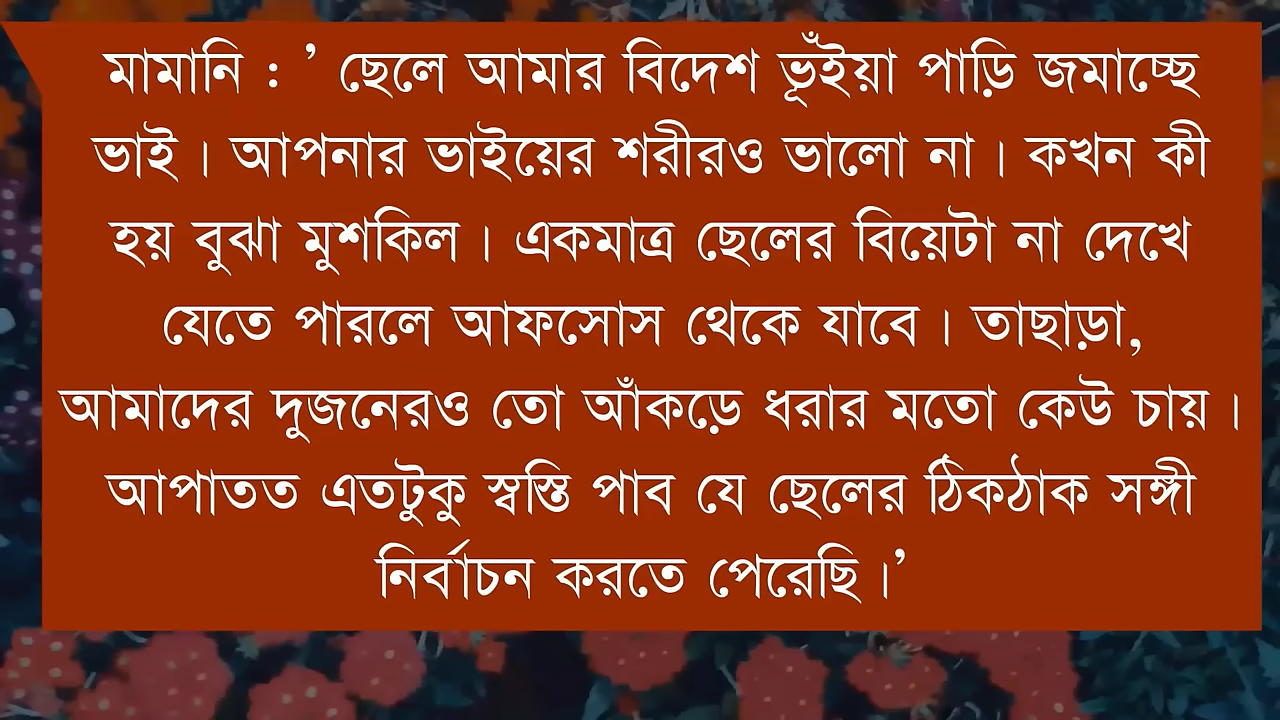 মামানি : ’ ছেলে আমার বিদেশ ভূঁইয়া পাড়ি জমাচ্ছে
ভাই । আপনার ভাইয়ের শরীরও ভালো না । কখন কী
হয় বুঝা মুশকিল । একমাত্র ছেলের বিয়েটা না দেখে
যেতে পারলে আফসোস থেকে যাবে । তাছাড়া,
আমাদের দুজনেরও তো আঁকড়ে ধরার মতো কেউ চায় ।
আপাতত এতটুকু স্বস্তি পাব যে ছেলের ঠিকঠাক সঙ্গী
নির্বাচন করতে পেরেছি ।’